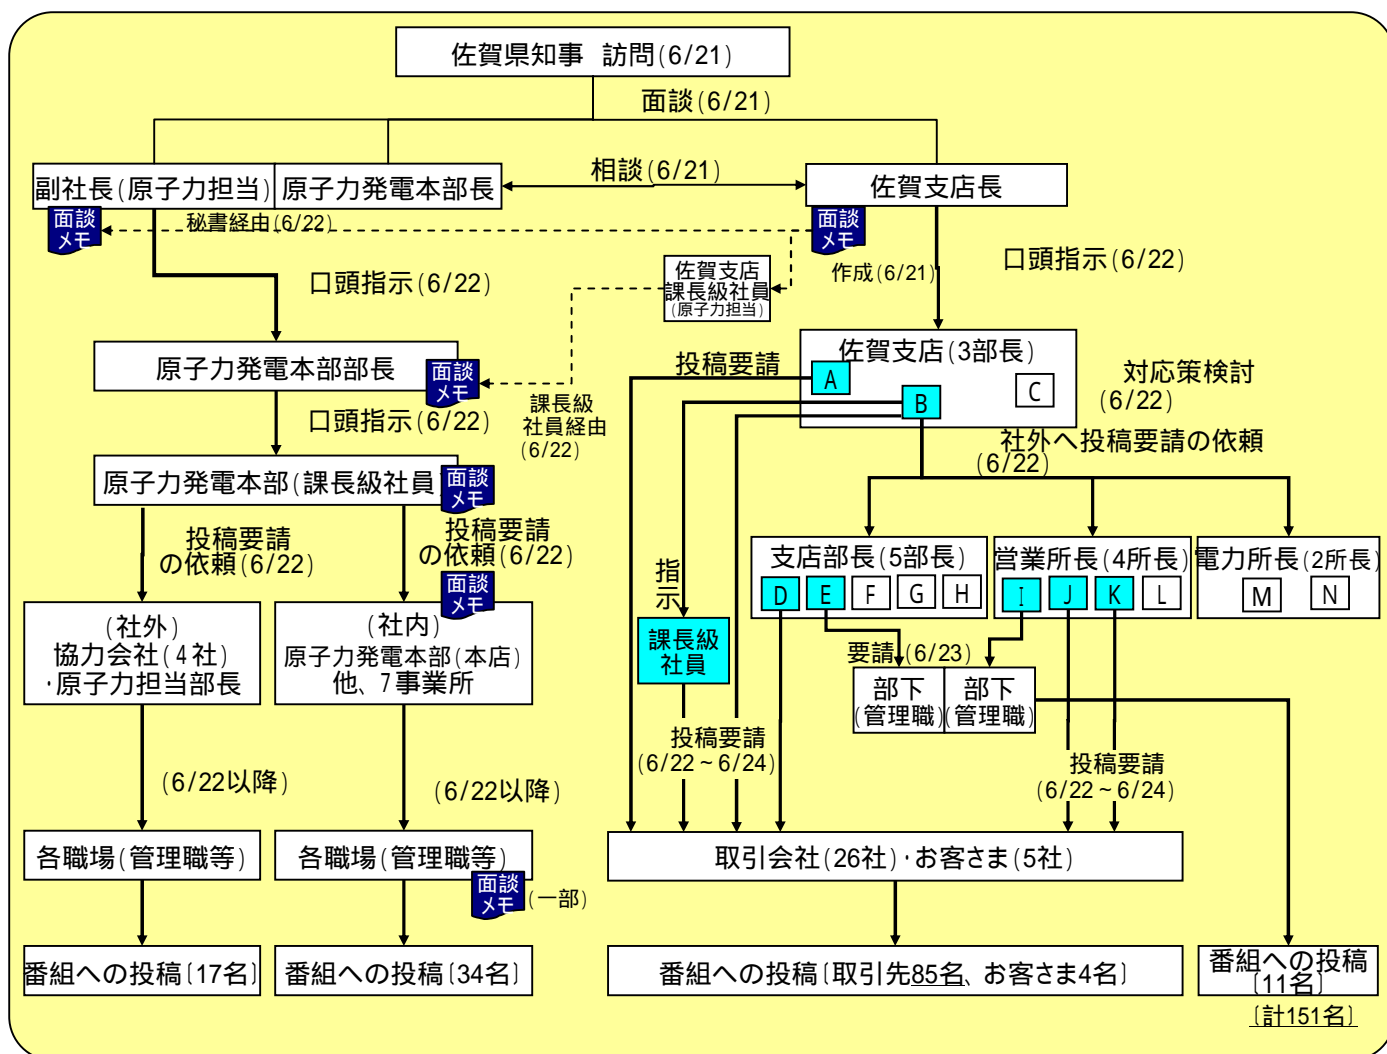 佐賀県知事 訪問(6/21)
面談(6/21)
副社長(原子力担当)
原子力発電本部長
相談(6/21)
佐賀支店長
面談
メモ
秘書経由(6/22)
面談
メモ
作成(6/21)
口頭指示(6/22)
口頭指示(6/22)
佐賀支店
課長級社員
(原子力担当)
原子力発電本部部長
面談
メモ
投稿要請
佐賀支店(3部長)
A
B
C
対応策検討
(6/22)
口頭指示(6/22)
課長級
社員経由
(6/22)
社外へ投稿要請の依頼
(6/22)
原子力発電本部(課長級社員)
面談
メモ
投稿要請
の依頼(6/22)
投稿要請
の依頼(6/22)
面談
メモ
指示
支店部長(5部長)
D
E
F
G
H
営業所長(4所長)
I
J
K
L
電力所長(2所長)
M
N
(社外)
協力会社(4社)
・原子力担当部長
(社内)
原子力発電本部(本店)
他、7事業所
課長級
社員
要請(6/23)
部下
(管理職)
部下
(管理職)
投稿要請
(6/22~6/24)
投稿要請
(6/22~6/24)
(6/22以降)
(6/22以降)
各職場(管理職等)
各職場(管理職等)
面談
メモ
(一部)
取引会社(26社)・お客さま(5社)
番組への投稿〔17名〕
番組への投稿〔34名〕
番組への投稿〔取引先85名、お客さま4名〕
番組への投稿
〔11名〕
〔計151名〕